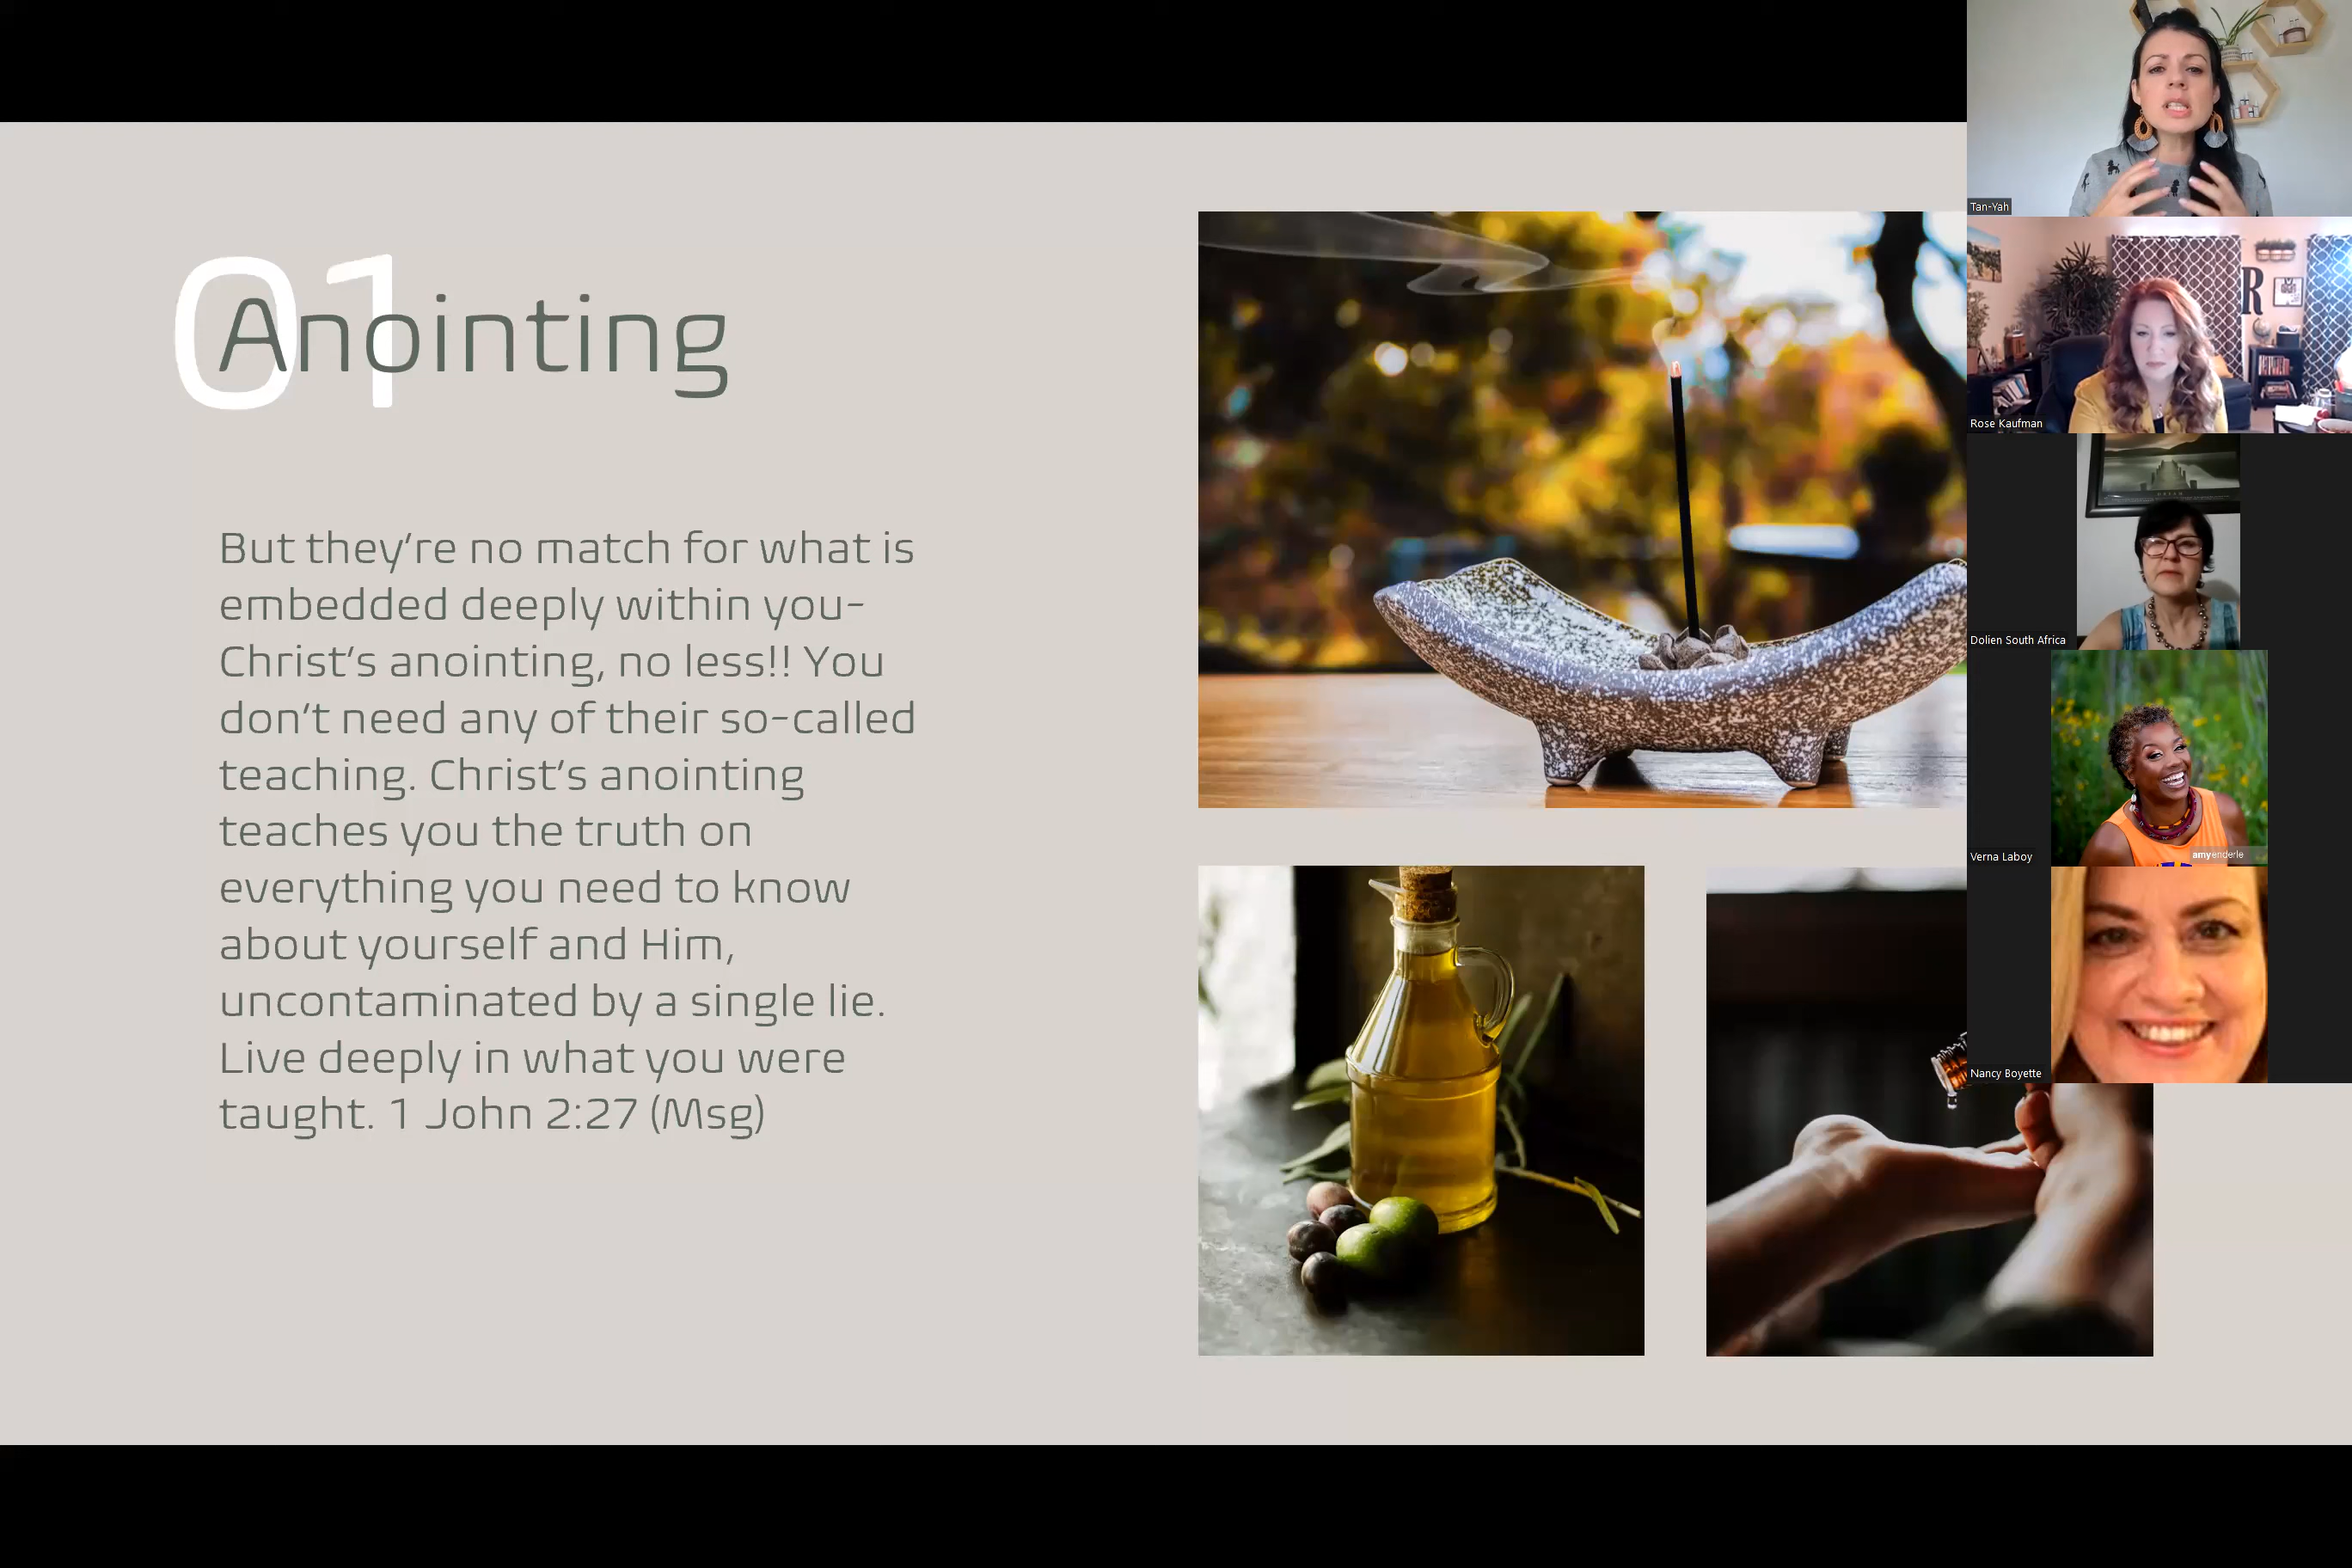 01
Anointing
But they're no match for what is
embedded deeply within you-
Christ's anointing, no less!! You
don't need any of their so-called
teaching. Christ's anointing
teaches you the truth on
everything you need to know
about yourself and Him,
uncontaminated by a single lie.
Live deeply in what you were
taught. 1 John 2:27 (Msg)
Tan-Yah
R
Rose Kaufman
Dolien South Africa
amyenderle
Verna Laboy
Nancy Boyette